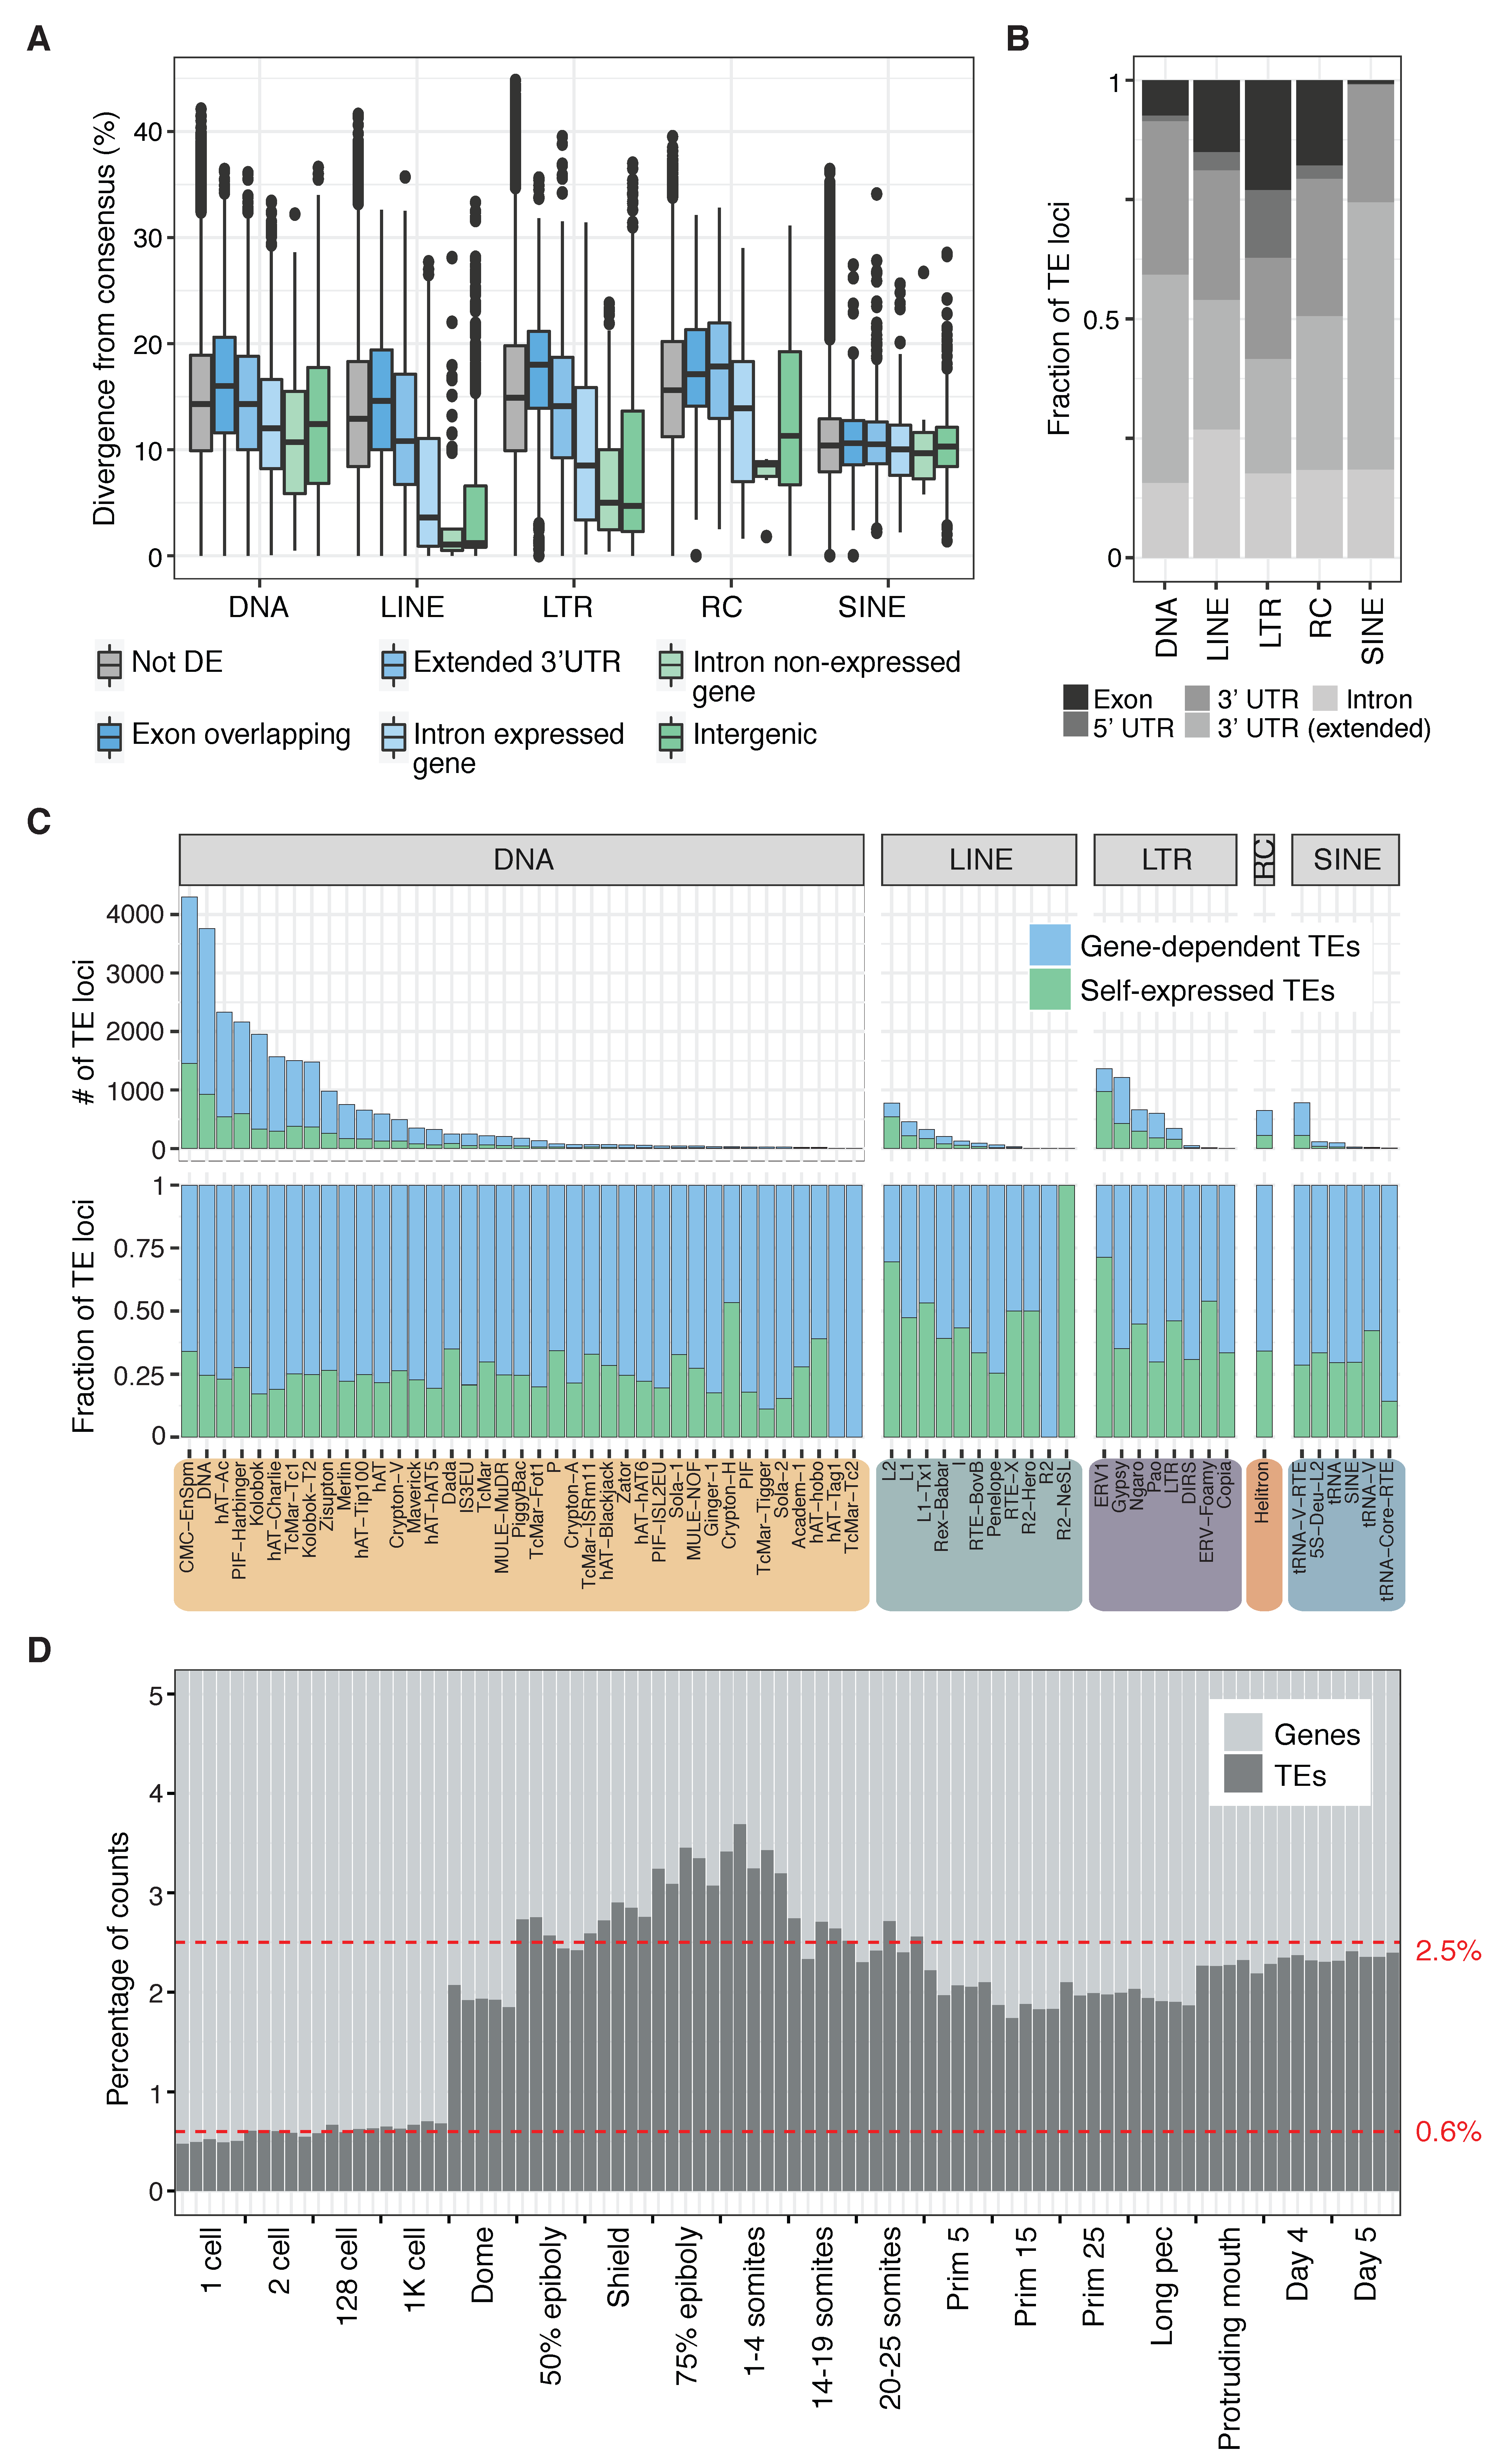 A
Divergence from consensus (%)
40
30
20
10
0
DNA
LINE
LTR
RC
SINE
Not DE
Extended 3’UTR
Intron non-expressed
gene
Exon overlapping
Intron expressed
gene
Intergenic
B
Fraction of TE loci
1
0.5
0
DNA
LINE
LTR
RC
SINE
Exon
3’ UTR
Intron
5’ UTR
3’ UTR (extended)
C
DNA
LINE
LTR
RC
SINE
# of TE loci
4000
3000
2000
1000
0
Gene-dependent TEs
Self-expressed TEs
Fraction of TE loci
1
0.75
0.50
0.25
0
CMC−EnSpm
DNA
hAT−Ac
PIF−Harbinger
Kolobok
hAT−Charlie
TcMar−Tc1
Kolobok−T2
Zisupton
Merlin
hAT−Tip100
hAT
Crypton−V
Maverick
hAT−hAT5
Dada
IS3EU
TcMar
MULE−MuDR
PiggyBac
TcMar−Fot1
P
Crypton−A
TcMar−ISRm11
hAT−Blackjack
Zator
hAT−hAT6
PIF−ISL2EU
Sola−1
MULE−NOF
Ginger−1
Crypton−H
PIF
TcMar−Tigger
Sola−2
Academ−1
hAT−hobo
hAT−Tag1
TcMar−Tc2
L2
L1
L1−Tx1
Rex−Babar
I
RTE−BovB
Penelope
RTE−X
R2−Hero
R2
R2−NeSL
ERV1
Gypsy
Ngaro
Pao
LTR
DIRS
ERV−Foamy
Copia
Helitron
tRNA−V−RTE
5S−Deu−L2
tRNA
SINE
tRNA−V
tRNA−Core−RTE
D
Percentage of counts
5
4
3
2
1
0
Genes
TEs
2.5%
0.6%
1 cell
2 cell
128 cell
1K cell
Dome
50% epiboly
Shield
75% epiboly
1-4 somites
14-19 somites
20-25 somites
Prim 5
Prim 15
Prim 25
Long pec
Protruding mouth
Day 4
Day 5